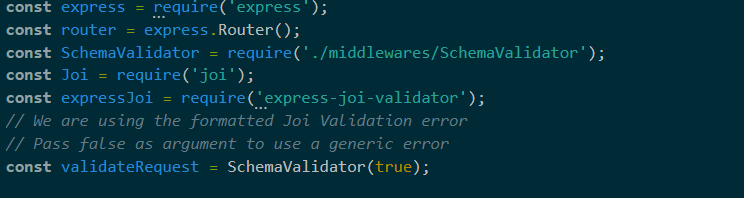 const express = require('express');
const router = express.Router();
const SchemaValidator = require('./middlewares/SchemaValidator');
const Joi = require('joi');
const expressJoi = require('express-joi-validator');
// We are using the formatted Joi Validation error
// Pass false as argument to use a generic error
const validateRequest = SchemaValidator(true);